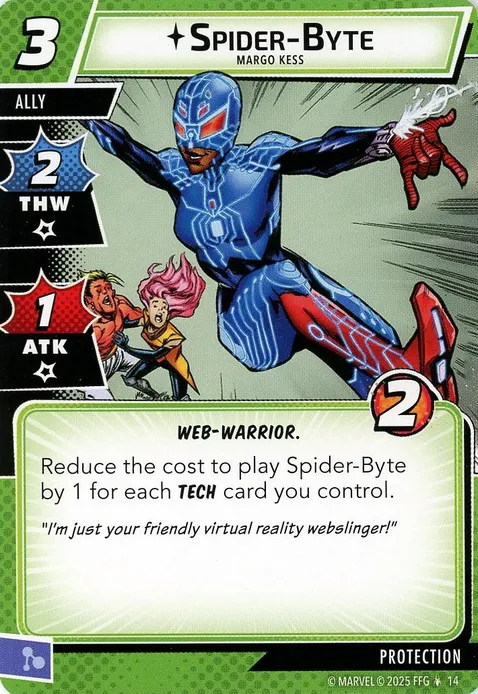 3
SPIDER-BYTE
MARGO KESS
ALLY
2
THW
1
ATK
2
WEB-WARRIOR.
Reduce the cost to play Spider-Byte
by 1 for each TECH card you control.
"I'm just your friendly virtual reality webslinger!"
PROTECTION
© MARVEL © 2025 FFG 14